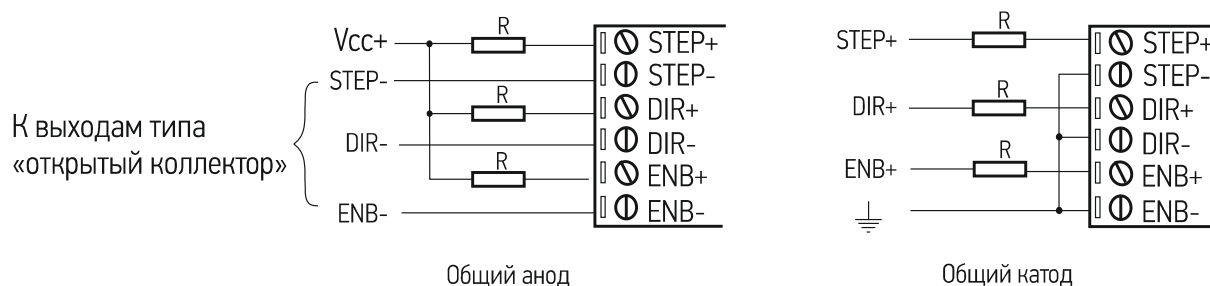 Vcc+
R
STEP+
STEP-
STEP-
R
DIR+
К выходам типа
«открытый коллектор»
DIR-
DIR-
R
ENB+
ENB-
ENB-
Общий анод
STEP+
R
STEP+
STEP-
DIR+
R
DIR+
DIR-
ENB+
R
ENB+
ENB-
Общий катод